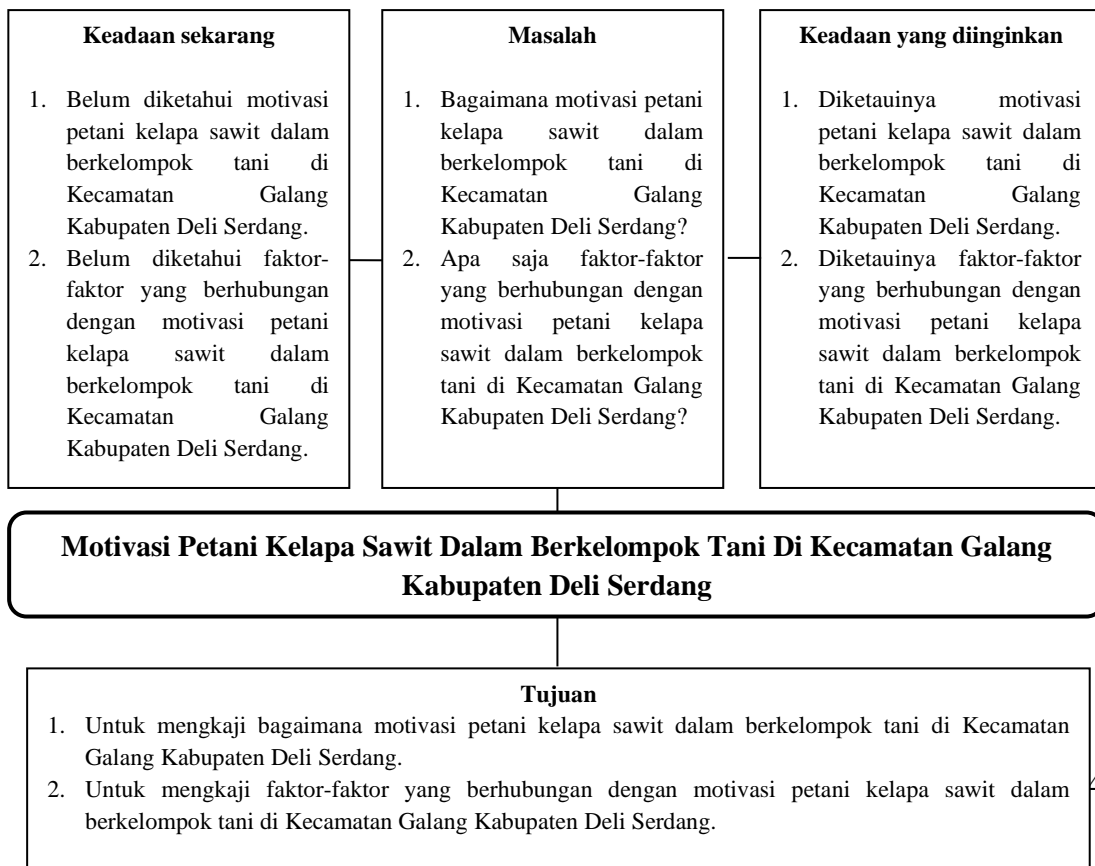 Keadaan sekarang
1. Belum diketahui motivasi
petani kelapa sawit dalam
berkelompok tani di
Kecamatan Galang
Kabupaten Deli Serdang.
2. Belum diketahui faktor-
faktor yang berhubungan
dengan motivasi petani
kelapa sawit dalam
berkelompok tani di
Kecamatan Galang
Kabupaten Deli Serdang.
Masalah
1. Bagaimana motivasi petani
kelapa sawit dalam
berkelompok tani di
Kecamatan Galang
Kabupaten Deli Serdang?
2. Apa saja faktor-faktor
yang berhubungan dengan
motivasi petani kelapa
sawit dalam berkelompok
tani di Kecamatan Galang
Kabupaten Deli Serdang?
Keadaan yang diinginkan
1. Diketauinya motivasi
petani kelapa sawit dalam
berkelompok tani di
Kecamatan Galang
Kabupaten Deli Serdang.
2. Diketauinya faktor-faktor
yang berhubungan dengan
motivasi petani kelapa
sawit dalam berkelompok
tani di Kecamatan Galang
Kabupaten Deli Serdang.
Motivasi Petani Kelapa Sawit Dalam Berkelompok Tani Di Kecamatan Galang
Kabupaten Deli Serdang
Tujuan
1. Untuk mengkaji bagaimana motivasi petani kelapa sawit dalam berkelompok tani di Kecamatan
Galang Kabupaten Deli Serdang.
2. Untuk mengkaji faktor-faktor yang berhubungan dengan motivasi petani kelapa sawit dalam
berkelompok tani di Kecamatan Galang Kabupaten Deli Serdang.